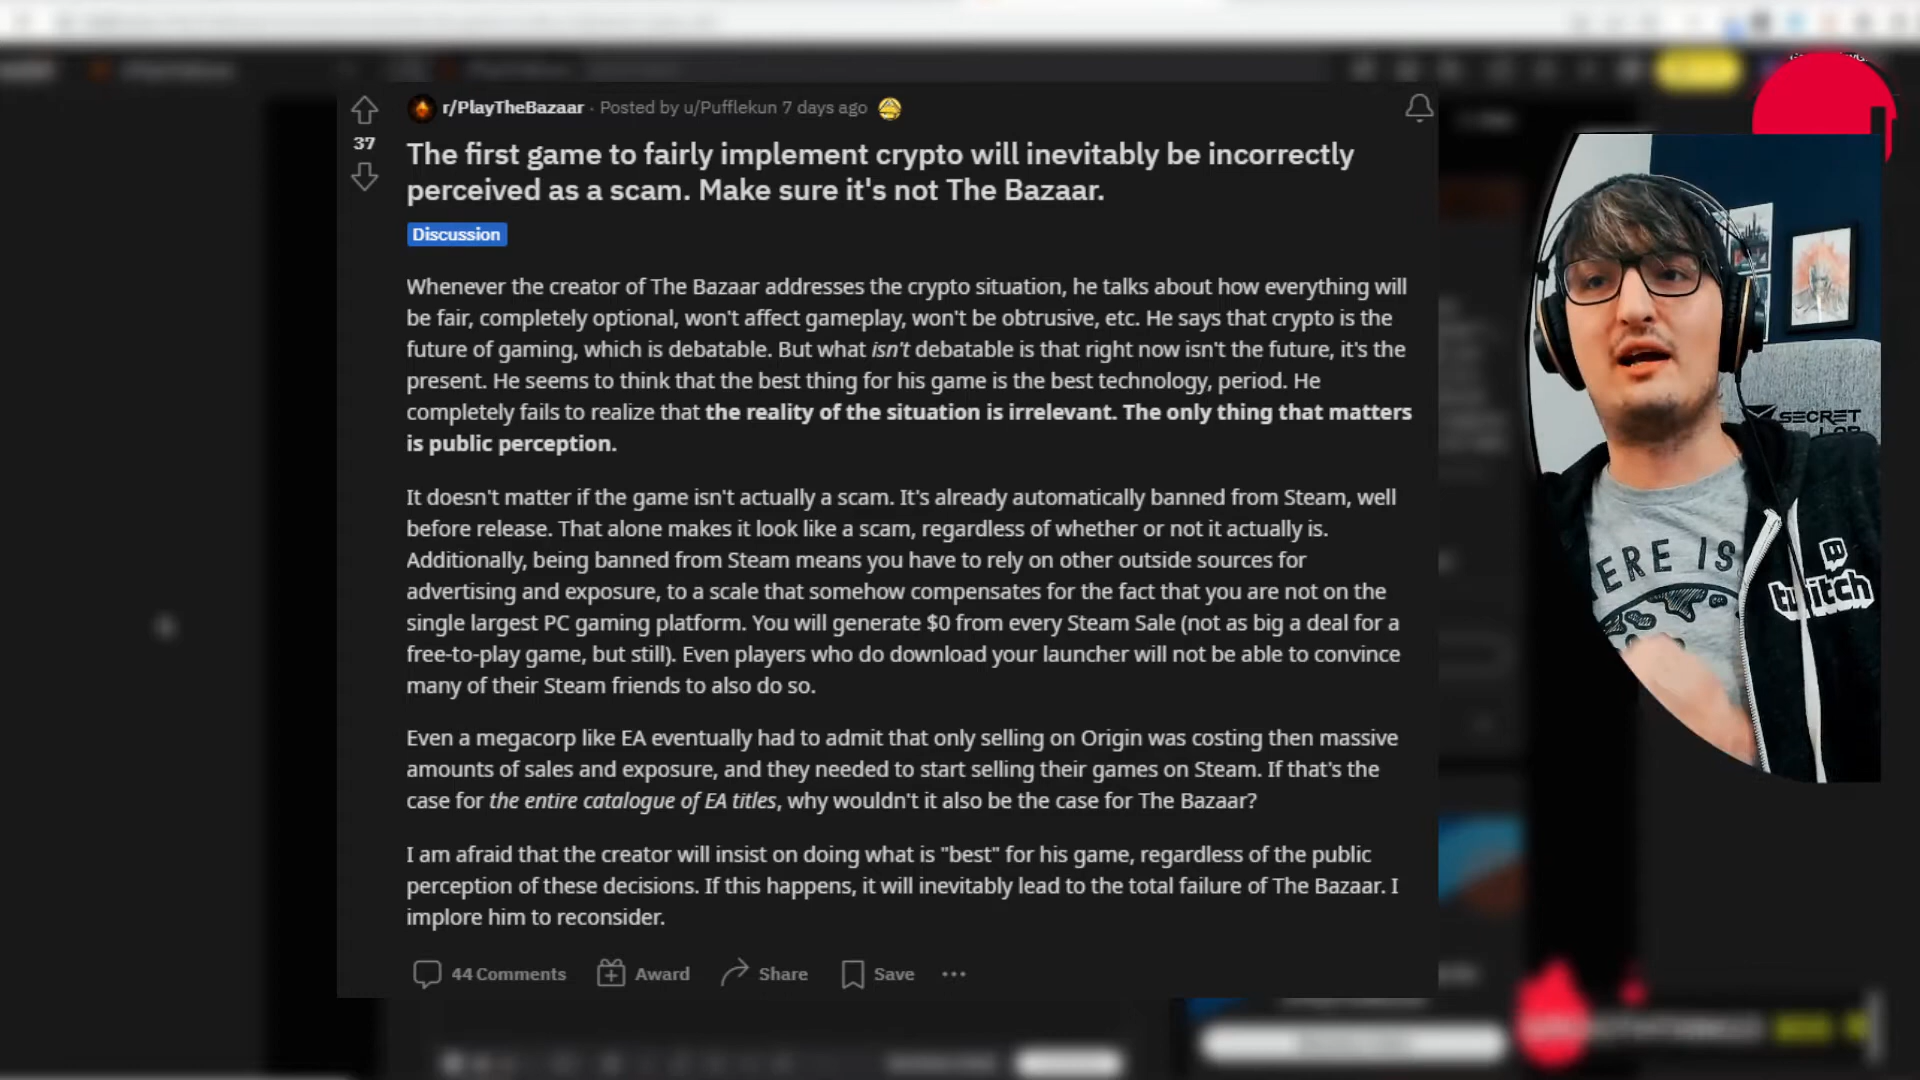 r/PlayTheBazaar · Posted by u/Pufflekun 7 days ago
37
The first game to fairly implement crypto will inevitably be incorrectly
perceived as a scam. Make sure it's not The Bazaar.
Discussion
Whenever the creator of The Bazaar addresses the crypto situation, he talks about how everything will
be fair, completely optional, won't affect gameplay, won't be obtrusive, etc. He says that crypto is the
future of gaming, which is debatable. But what isn't debatable is that right now isn't the future, it's the
present. He seems to think that the best thing for his game is the best technology, period. He
completely fails to realize that the reality of the situation is irrelevant. The only thing that matters
is public perception.
It doesn't matter if the game isn't actually a scam. It's already automatically banned from Steam, well
before release. That alone makes it look like a scam, regardless of whether or not it actually is.
Additionally, being banned from Steam means you have to rely on other outside sources for
advertising and exposure, to a scale that somehow compensates for the fact that you are not on the
single largest PC gaming platform. You will generate $0 from every Steam Sale (not as big a deal for a
free-to-play game, but still). Even players who do download your launcher will not be able to convince
many of their Steam friends to also do so.
Even a megacorp like EA eventually had to admit that only selling on Origin was costing then massive
amounts of sales and exposure, and they needed to start selling their games on Steam. If that's the
case for the entire catalogue of EA titles, why wouldn't it also be the case for The Bazaar?
I am afraid that the creator will insist on doing what is "best" for his game, regardless of the public
perception of these decisions. If this happens, it will inevitably lead to the total failure of The Bazaar. I
implore him to reconsider.
44 Comments Award Share Save ...
SECRET
LAB
ERE IS
twitch